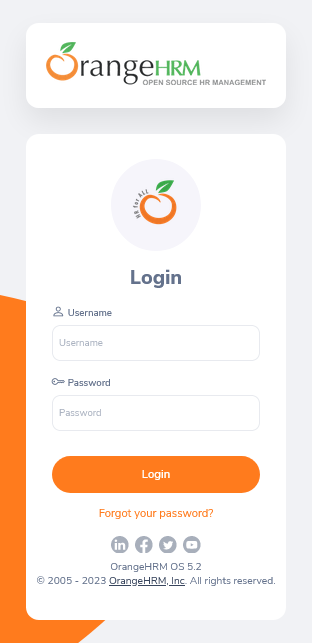 OrangeHRM
OPEN SOURCE HR MANAGEMENT
HR for ALL
Login
Username
Username
Password
Password
Login
Forgot your password?
OrangeHRM OS 5.2
© 2005 - 2023 OrangeHRM, Inc. All rights reserved.